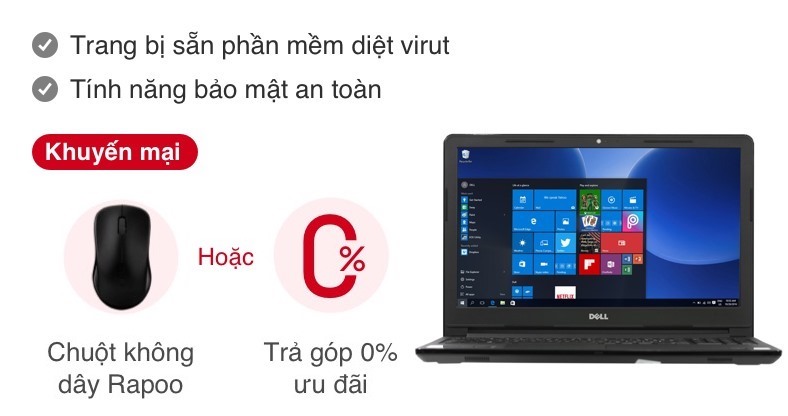 Trang bị sẵn phần mềm diệt virut
Tính năng bảo mật an toàn
Khuyến mại
Hoặc
0%
Chuột không
dây Rapoo
Trả góp 0%
ưu đãi
DELL
NETFLIX